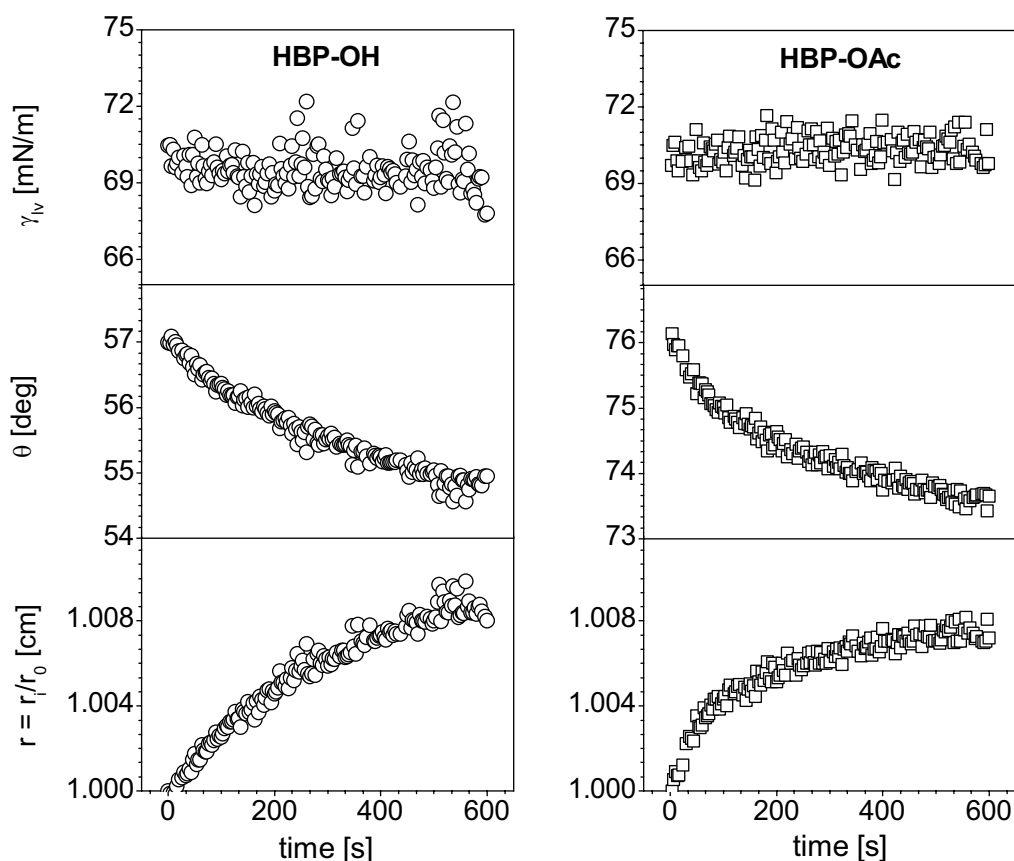 HBP-OH
HBP-OAc
γlv [mN/m]
75
72
69
66
75
72
69
66
θ [deg]
57
56
55
54
76
75
74
73
r = ri/r0 [cm]
1.008
1.004
1.000
1.008
1.004
1.000
0 200 400 600
0 200 400 600
time [s]
time [s]